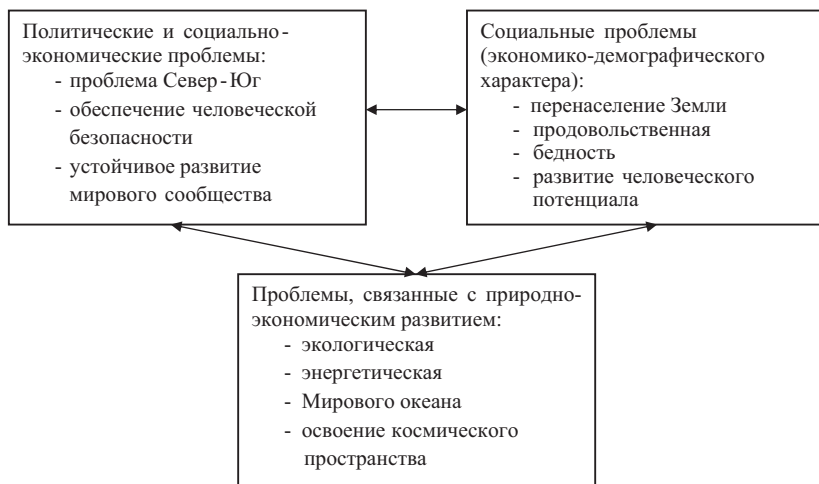 Политические и социально-
экономические проблемы:
- проблема Север-Юг
- обеспечение человеческой
безопасности
- устойчивое развитие
мирового сообщества
Социальные проблемы
(экономико-демографического
характера):
- перенаселение Земли
- продовольственная
- бедность
- развитие человеческого
потенциала
Проблемы, связанные с природно-
экономическим развитием:
- экологическая
- энергетическая
- Мирового океана
- освоение космического
пространства